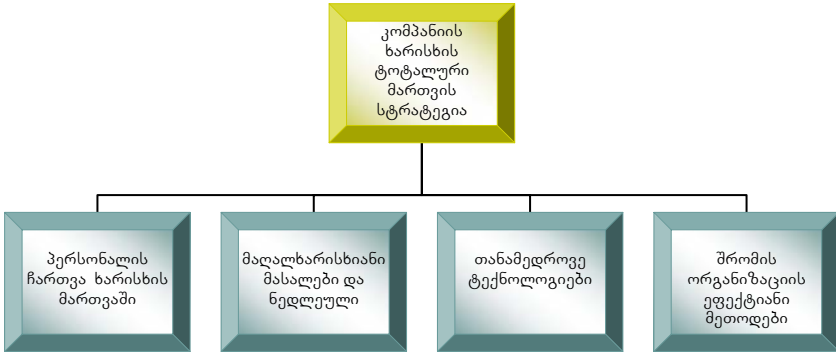 კომპანიის
ხარისხის
ტოტალური
მართვის
სტრატეგია
პერსონალის
ჩართვა ხარისხის
მართვაში
მაღალხარისხიანი
მასალები და
ნედლეული
თანამედროვე
ტექნოლოგიები
შრომის
ორგანიზაციის
ეფექტიანი
მეთოდები